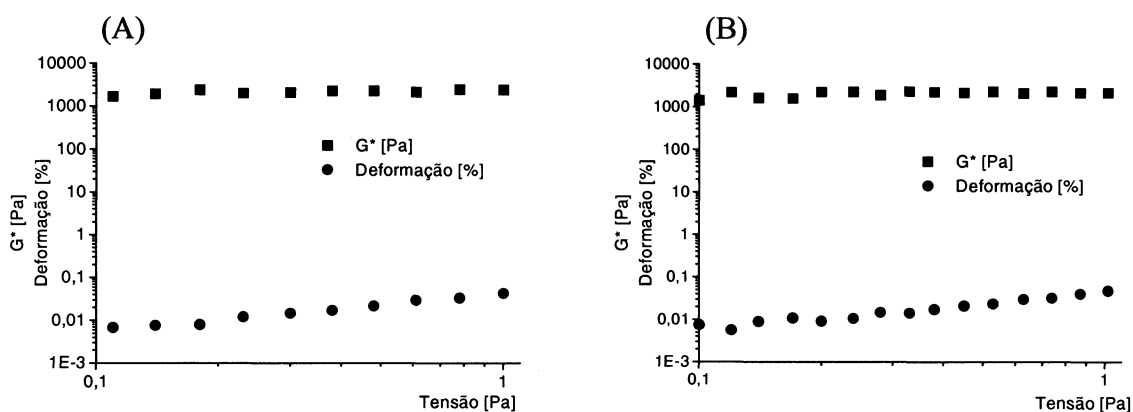 (A)
10000
1000
100
10
1
0,1
0,01
1E-3
0,1
1
G* [Pa]
Deformação [%]
Tensão [Pa]
G* [Pa]
Deformação [%]
(B)
10000
1000
100
10
1
0,1
0,01
1E-3
0,1
1
G* [Pa]
Deformação [%]
Tensão [Pa]
G* [Pa]
Deformação [%]